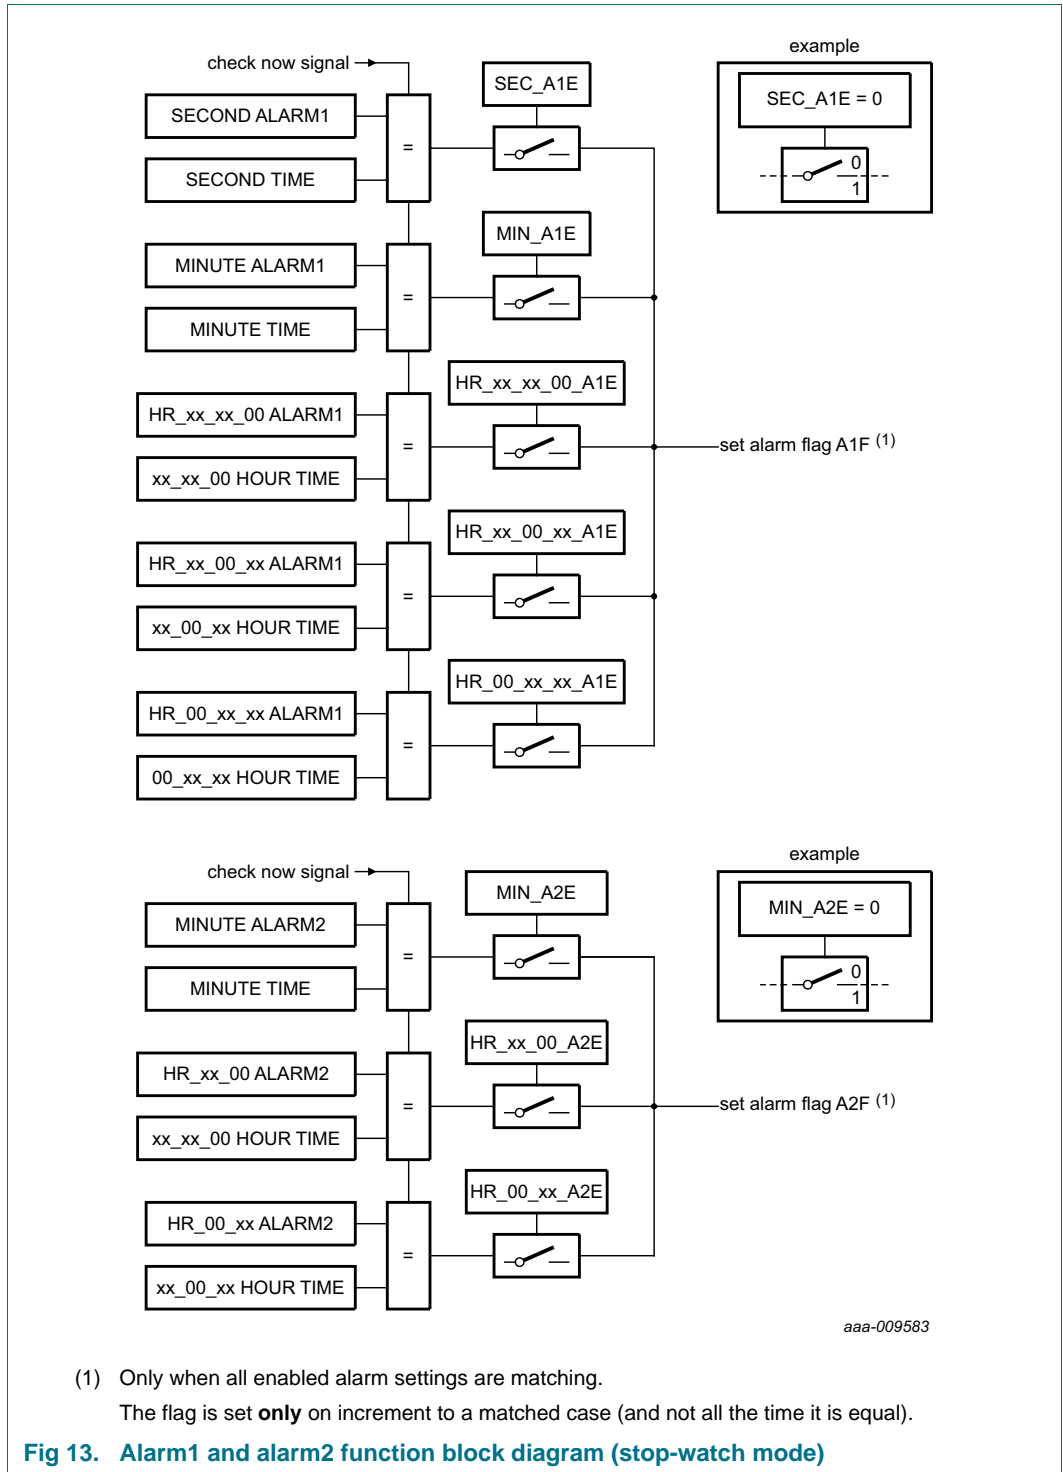 check now signal
example
SEC_A1E
SEC_A1E = 0
SECOND ALARM1
=
0
1
SECOND TIME
MIN_A1E
MINUTE ALARM1
=
MINUTE TIME
HR_xx_xx_00_A1E
HR_xx_xx_00 ALARM1
=
set alarm flag A1F (1)
xx_xx_00 HOUR TIME
HR_xx_00_xx_A1E
HR_xx_00_xx ALARM1
=
xx_00_xx HOUR TIME
HR_00_xx_xx_A1E
HR_00_xx_xx ALARM1
=
00_xx_xx HOUR TIME
check now signal
example
MIN_A2E
MIN_A2E = 0
MINUTE ALARM2
=
0
1
MINUTE TIME
HR_xx_00_A2E
HR_xx_00 ALARM2
=
set alarm flag A2F (1)
xx_xx_00 HOUR TIME
HR_00_xx_A2E
HR_00_xx ALARM2
=
xx_00_xx HOUR TIME
aaa-009583
(1) Only when all enabled alarm settings are matching.
The flag is set only on increment to a matched case (and not all the time it is equal).
Fig 13. Alarm1 and alarm2 function block diagram (stop-watch mode)